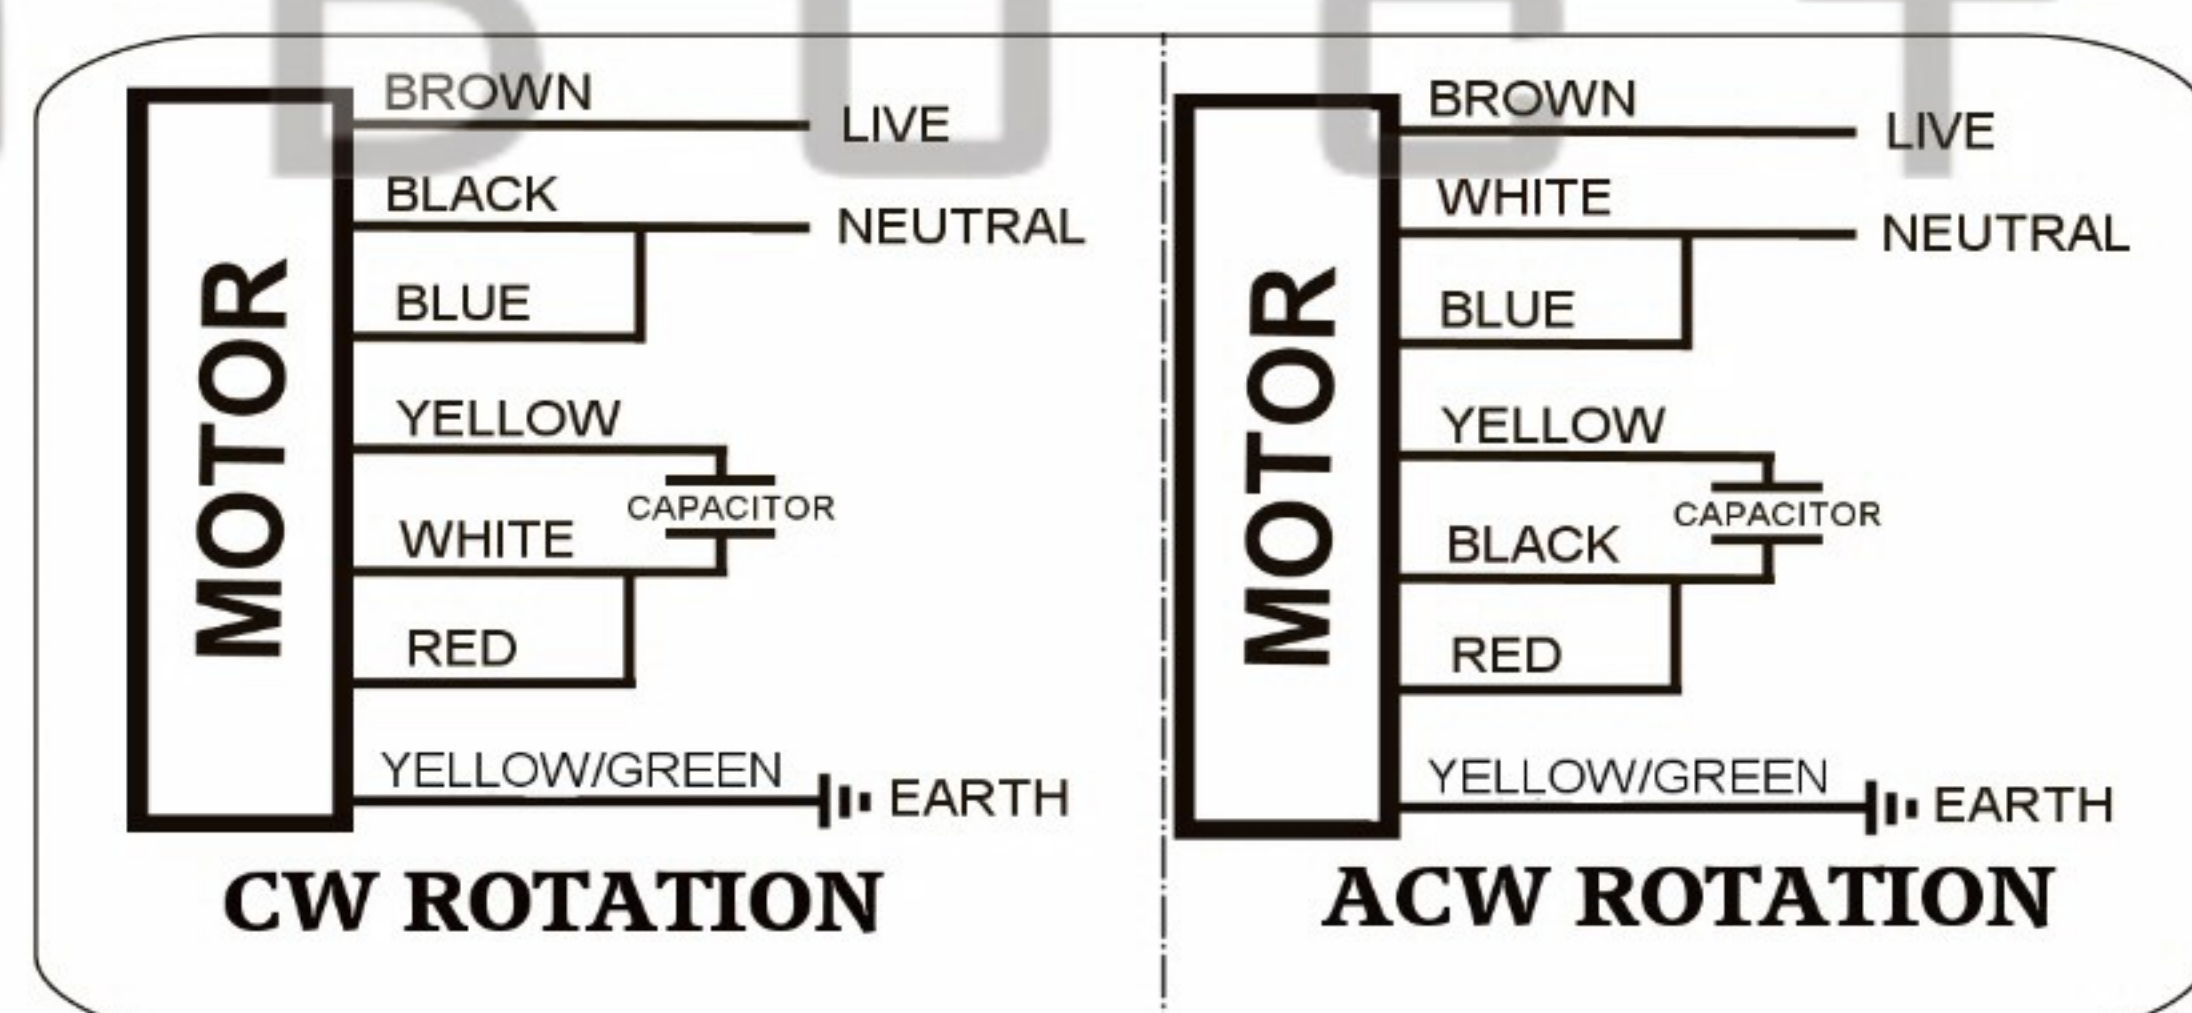 BROWN
LIVE
BLACK
NEUTRAL
BLUE
YELLOW
CAPACITOR
WHITE
RED
YELLOW/GREEN
EARTH
MOTOR
CW ROTATION
BROWN
LIVE
WHITE
NEUTRAL
BLUE
YELLOW
CAPACITOR
BLACK
RED
YELLOW/GREEN
EARTH
MOTOR
ACW ROTATION